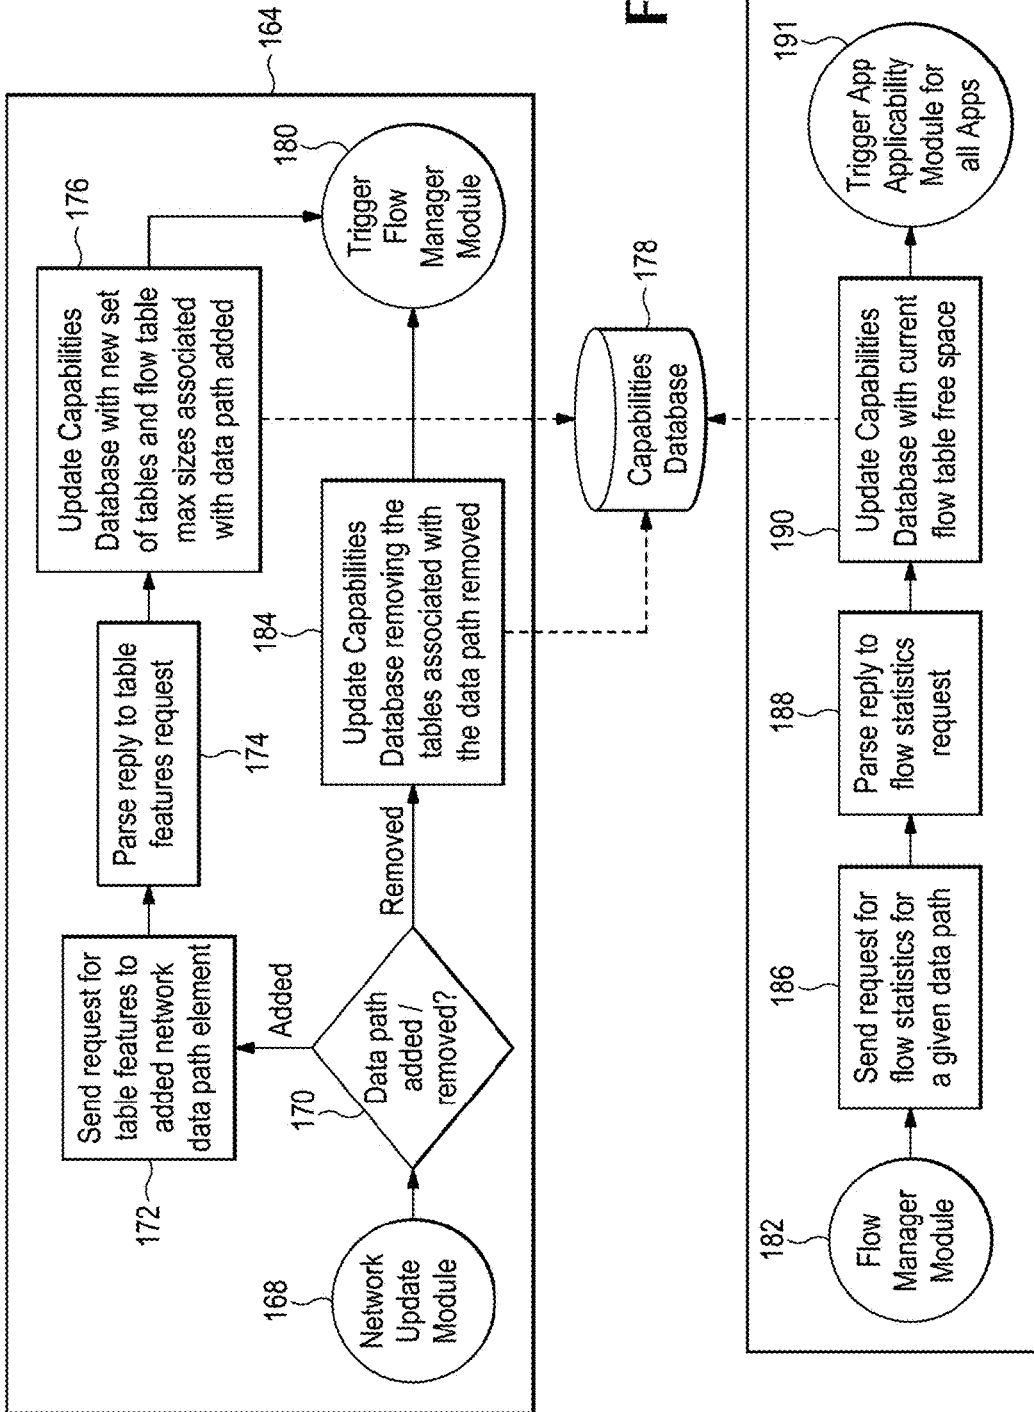 164
168
Network
Update
Module
170
Data path
added /
removed?
Added
Removed
172
Send request for
table features to
added network
data path element
Parse reply to table
features request
174
176
Update Capabilities
Database with new set
of tables and flow table
max sizes associated
with data path added
184
Update Capabilities
Database removing the
tables associated with
the data path removed
180
Trigger
Flow
Manager
Module
178
Capabilities
Database
F
182
Flow
Manager
Module
186
Send request for
flow statistics for
a given data path
188
Parse reply to
flow statistics
request
190
Update Capabilities
Database with current
flow table free space
191
Trigger App
Applicability
Module for
all Apps